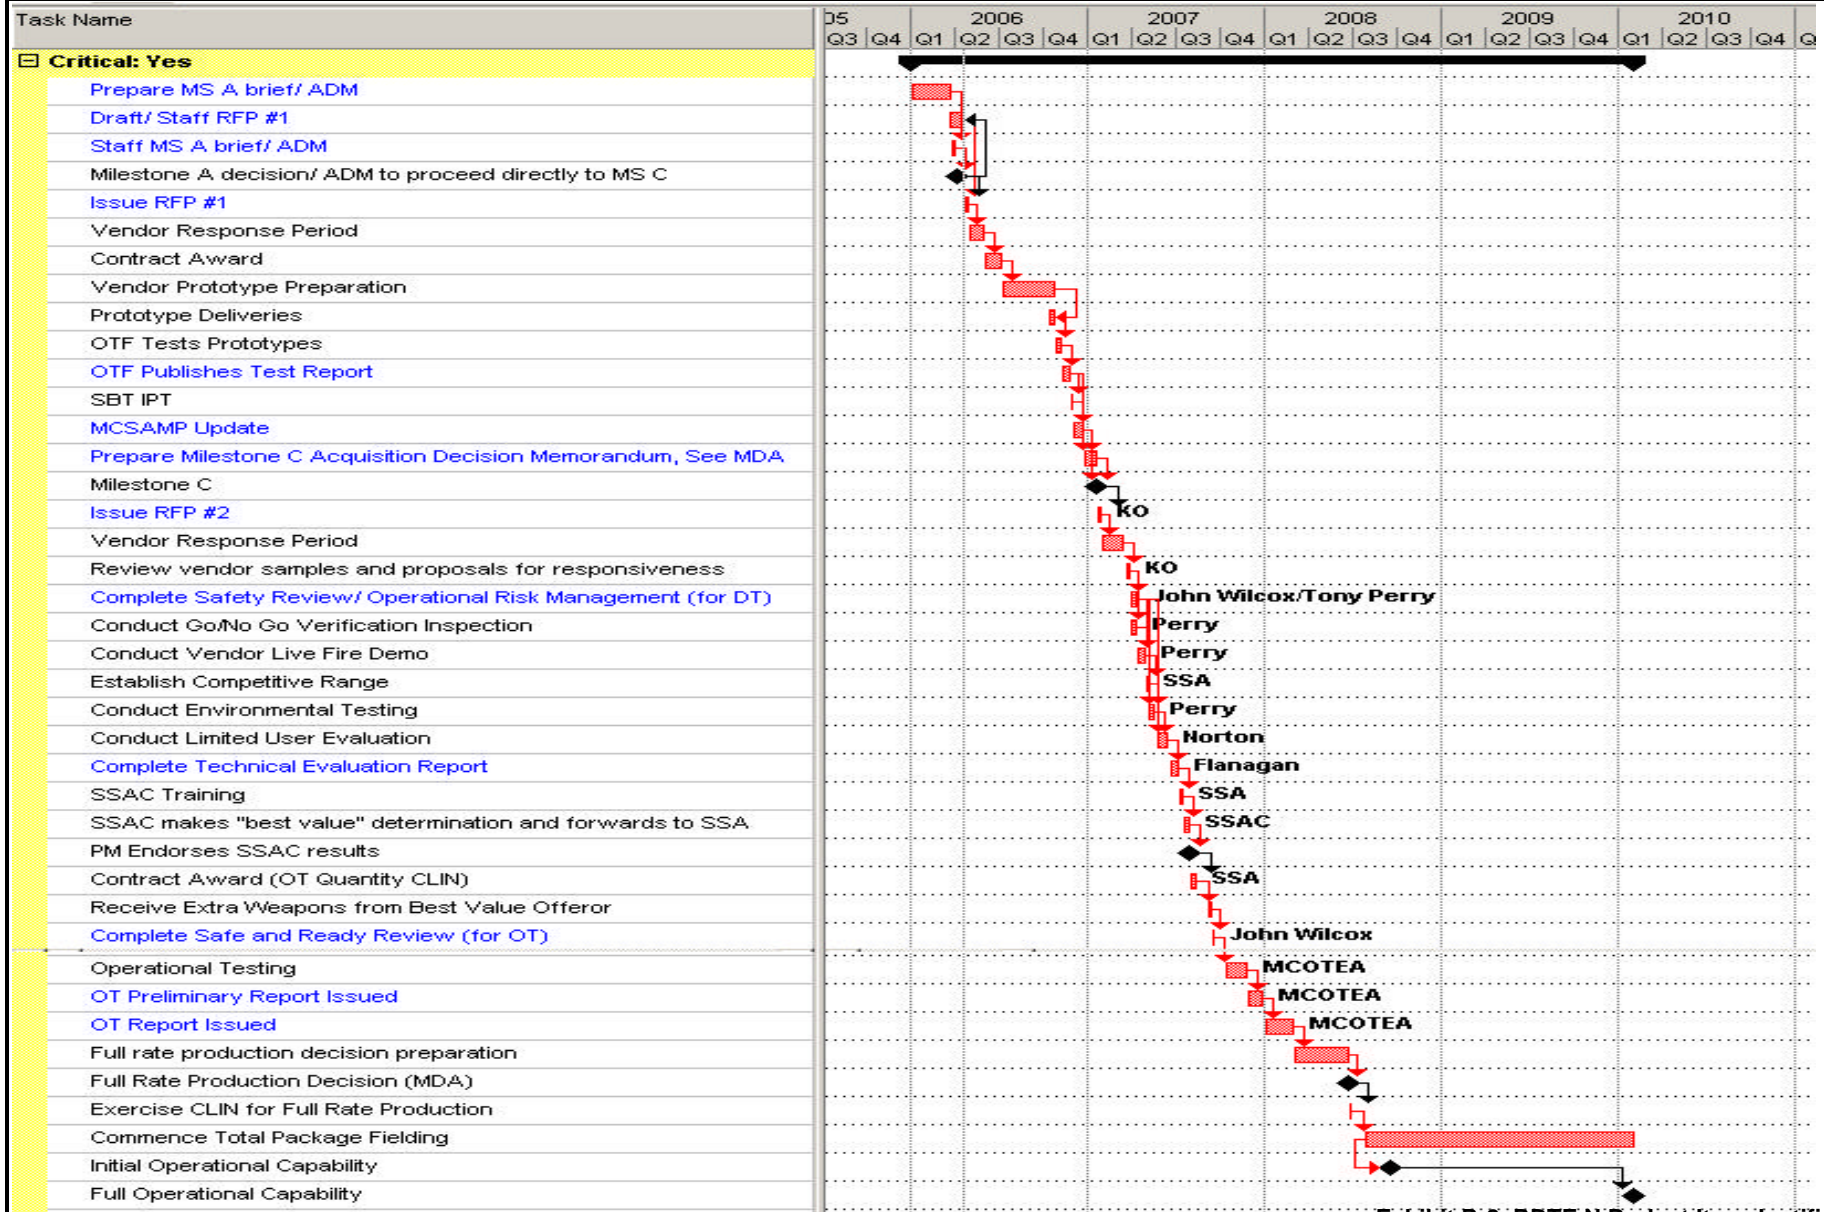 Task Name
05 2006 2007 2008 2009 2010
Q3 Q4 Q1 Q2 Q3 Q4 Q1 Q2 Q3 Q4 Q1 Q2 Q3 Q4 Q1 Q2 Q3 Q4 Q1 Q2 Q3 Q4 Q
Critical: Yes
Prepare MS A brief/ ADM
Draft/ Staff RFP #1
Staff MS A brief/ ADM
Milestone A decision/ ADM to proceed directly to MS C
Issue RFP #1
Vendor Response Period
Contract Award
Vendor Prototype Preparation
Prototype Deliveries
OTF Tests Prototypes
OTF Publishes Test Report
SBT IPT
MCSAMP Update
Prepare Milestone C Acquisition Decision Memorandum, See MDA
Milestone C
Issue RFP #2 KO
Vendor Response Period
Review vendor samples and proposals for responsiveness KO
Complete Safety Review/ Operational Risk Management (for DT) John Wilcox/Tony Perry
Conduct Go/No Go Verification Inspection Perry
Conduct Vendor Live Fire Demo Perry
Establish Competitive Range SSA
Conduct Environmental Testing Perry
Conduct Limited User Evaluation Norton
Complete Technical Evaluation Report Flanagan
SSAC Training SSA
SSAC makes "best value" determination and forwards to SSA SSAC
PM Endorses SSAC results
Contract Award (OT Quantity CLIN) SSA
Receive Extra Weapons from Best Value Offeror
Complete Safe and Ready Review (for OT) John Wilcox
Operational Testing MCOTEA
OT Preliminary Report Issued MCOTEA
OT Report Issued MCOTEA
Full rate production decision preparation
Full Rate Production Decision (MDA)
Exercise CLIN for Full Rate Production
Commence Total Package Fielding
Initial Operational Capability
Full Operational Capability